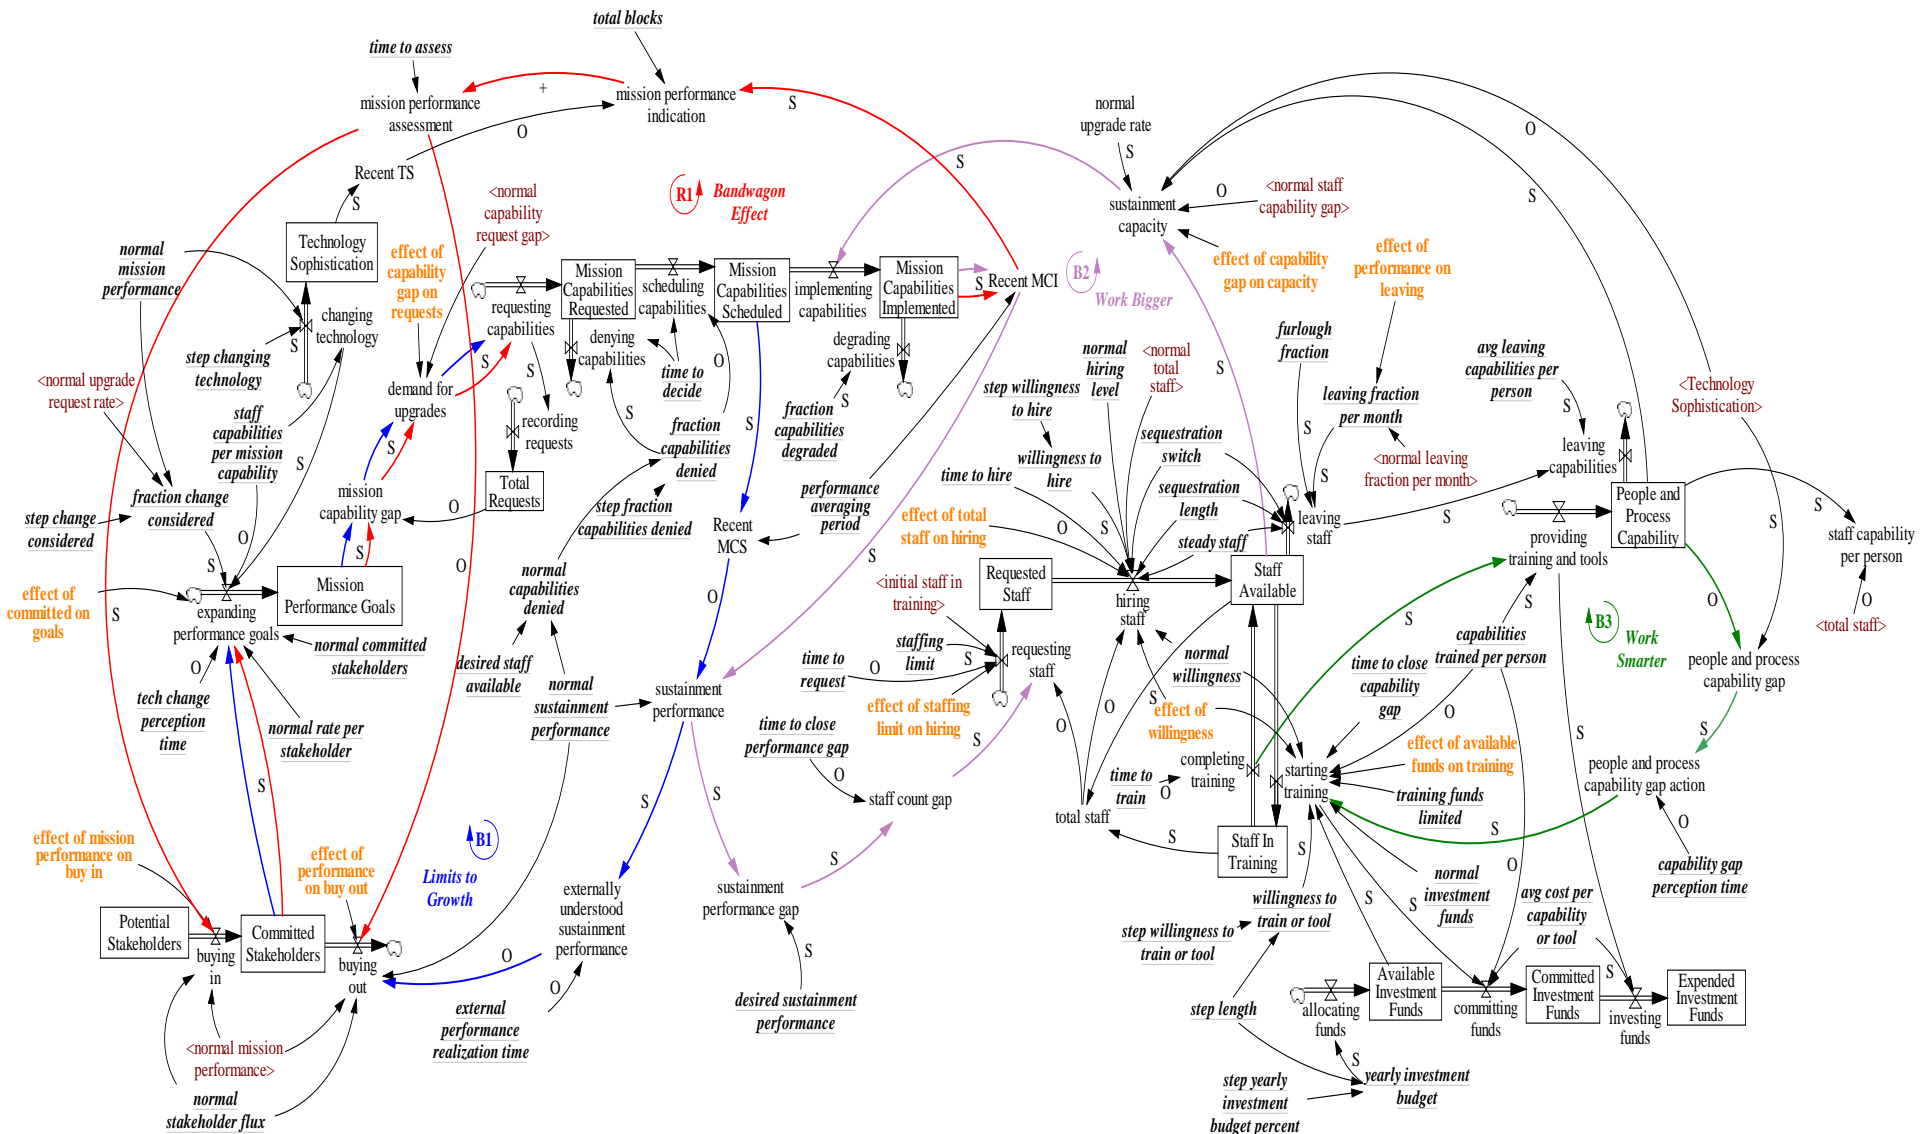 total blocks
time to assess
mission performance
assessment
+
mission performance
indication
S
O
Recent TS
S
normal
upgrade rate
S
O
S
S
sustainment
capacity
O
<normal staff
capability gap>
effect of capability
gap on capacity
effect of
performance on
leaving
R1
Bandwagon
Effect
<normal
capability
request gap>
normal
mission
performance
Technology
Sophistication
effect of
capability
gap on
requests
changing
technology
S
step changing
technology
requesting
capabilities
S
S
Mission
Capabilities
Requested
scheduling
capabilities
Mission
Capabilities
Scheduled
implementing
capabilities
Mission
Capabilities
Implemented
S
S
Recent MCI
B2
Work Bigger
denying
capabilities
O
time to
decide
degrading
capabilities
S
fraction
capabilities
degraded
<normal upgrade
request rate>
demand for
upgrades
recording
requests
S
fraction
capabilities
denied
S
staff
capabilities
per mission
capability
S
S
Total
Requests
O
mission
capability gap
S
step fraction
capabilities denied
performance
averaging
period
fraction change
considered
step change
considered
S
O
Recent
MCS
normal
hiring
level
<normal
total
staff>
step willingness
to hire
willingness to
hire
time to hire
sequestration
switch
sequestration
length
steady staff
furlough
fraction
S
leaving fraction
per month
S
<normal leaving
fraction per month>
leaving
staff
S
avg leaving
capabilities per
person
S
leaving
capabilities
<Technology
Sophistication>
S
People and
Process
Capability
S
staff capability
per person
O
<total staff>
providing
training and tools
S
effect of total
staff on hiring
O
S
S
S
effect of
committed on
goals
S
expanding
performance goals
Mission
Performance Goals
normal committed
stakeholders
O
tech change
perception
time
normal rate per
stakeholder
normal
capabilities
denied
desired staff
available
normal
sustainment
performance
sustainment
performance
O
O
<initial staff in
training>
Requested
Staff
hiring
staff
Staff
Available
staffing
limit
S
time to
request
O
effect of staffing
limit on hiring
S
requesting
staff
O
O
O
S
normal
willingness
effect of
willingness
S
capabilities
trained per person
time to close
capability
gap
O
B3
Work
Smarter
O
people and process
capability gap
S
people and process
capability gap action
O
capability gap
perception time
S
S
time to close
performance gap
O
staff count gap
completing
training
time to
train
O
starting
training
effect of available
funds on training
training funds
limited
total staff
S
Staff In
Training
S
S
S
S
S
effect of mission
performance on
buy in
effect of
performance
on buy out
B1
Limits to
Growth
Potential
Stakeholders
buying
in
Committed
Stakeholders
buying
out
O
externally
understood
sustainment
performance
O
external
performance
realization time
sustainment
performance gap
S
desired sustainment
performance
willingness to
train or tool
step willingness to
train or tool
S
S
normal
investment
funds
O
avg cost per
capability
or tool
S
step length
allocating
funds
Available
Investment
Funds
committing
funds
Committed
Investment
Funds
investing
funds
Expended
Investment
Funds
<normal mission
performance>
normal
stakeholder flux
S
yearly investment
budget
step yearly
investment
budget percent